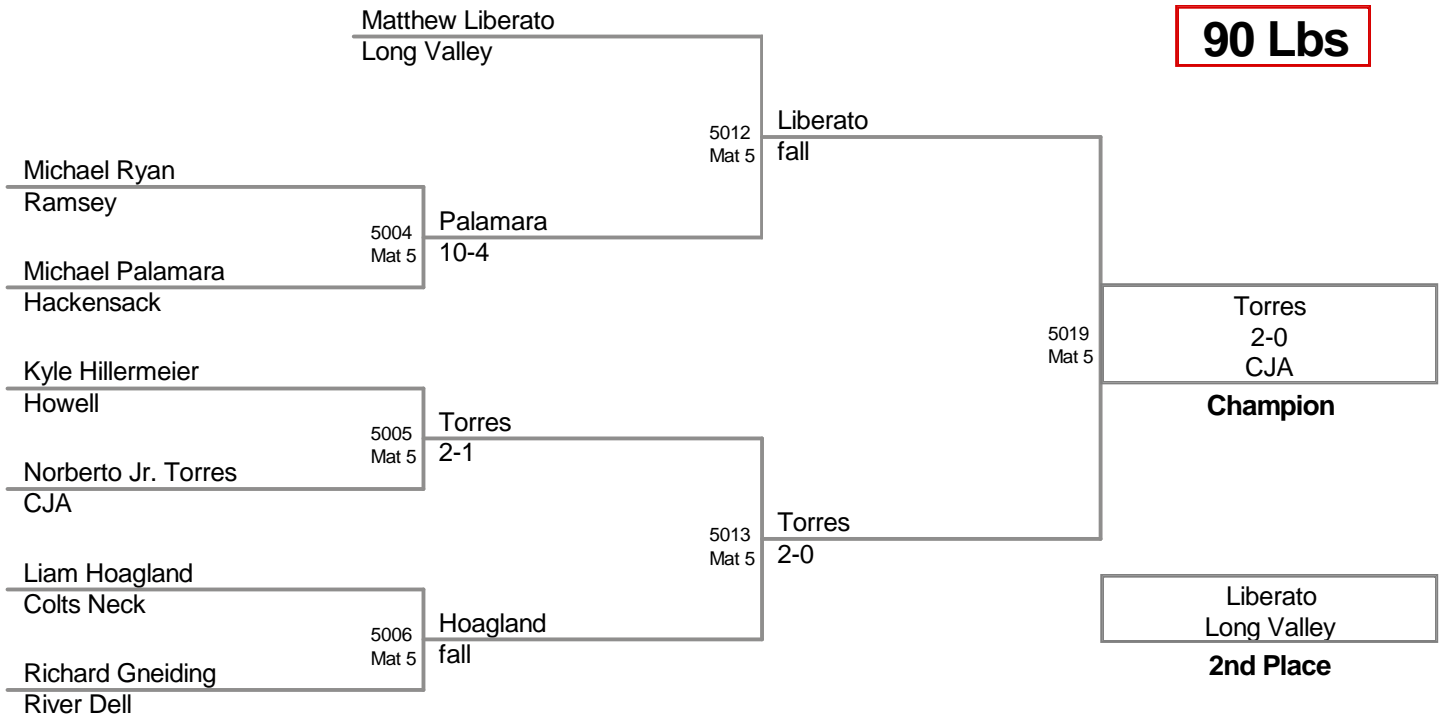 Matthew Liberato
Long Valley
90 Lbs
5012
Mat 5
Liberato
fall
Michael Ryan
Ramsey
5004
Mat 5
Palamara
10-4
Michael Palamara
Hackensack
Torres
2-0
CJA
Champion
5019
Mat 5
Kyle Hillermeier
Howell
5005
Mat 5
Torres
2-1
Norberto Jr. Torres
CJA
5013
Mat 5
Torres
2-0
Liam Hoagland
Colts Neck
5006
Mat 5
Hoagland
fall
Richard Gneiding
River Dell
Liberato
Long Valley
2nd Place